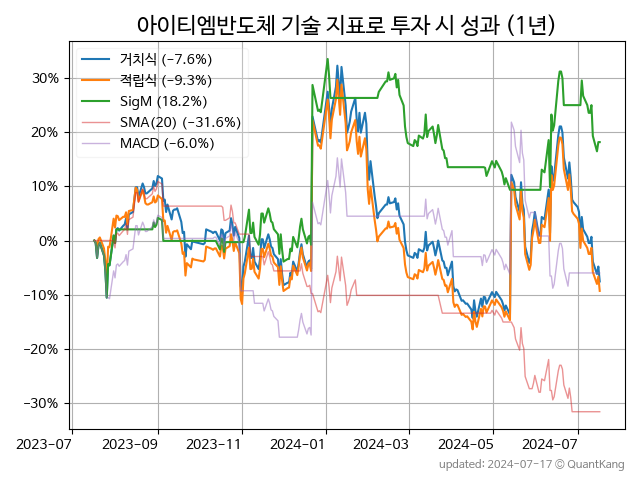 아이티엠반도체 기술 지표로 투자 시 성과 (1년)
거치식 (−7.6%)
적립식 (−9.3%)
SigM (18.2%)
SMA(20) (−31.6%)
MACD (−6.0%)
30%
20%
10%
0%
−10%
−20%
−30%
2023-07 2023-09 2023-11 2024-01 2024-03 2024-05 2024-07
updated: 2024-07-17 © QuantKang